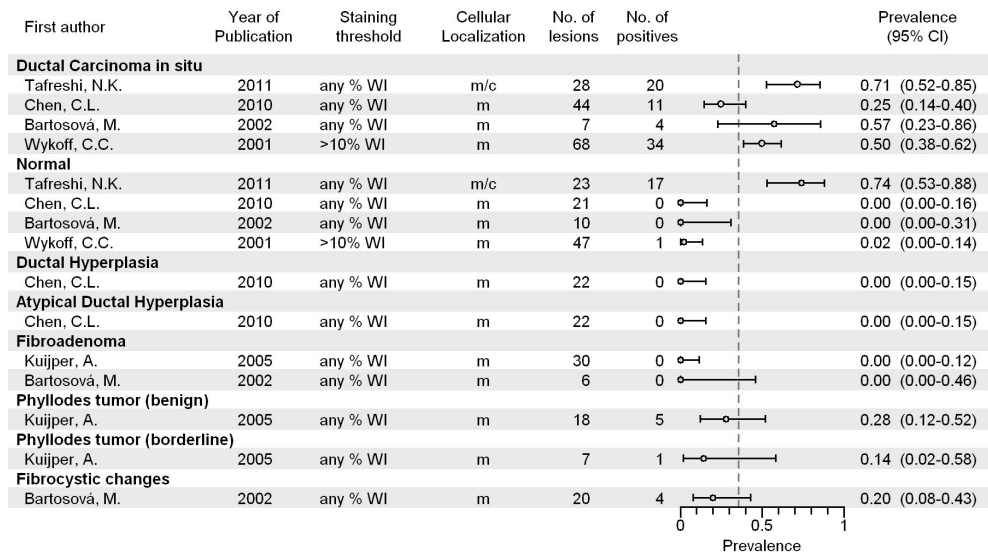 First author Year of Publication Staining threshold Cellular Localization No. of lesions No. of positives Prevalence (95% CI)
Ductal Carcinoma in situ
Tafreshi, N.K. 2011 any % WI m/c 28 20 0.71 (0.52-0.85)
Chen, C.L. 2010 any % WI m 44 11 0.25 (0.14-0.40)
Bartosová, M. 2002 any % WI m 7 4 0.57 (0.23-0.86)
Wykoff, C.C. 2001 >10% WI m 68 34 0.50 (0.38-0.62)
Normal
Tafreshi, N.K. 2011 any % WI m/c 23 17 0.74 (0.53-0.88)
Chen, C.L. 2010 any % WI m 21 0 0.00 (0.00-0.16)
Bartosová, M. 2002 any % WI m 10 0 0.00 (0.00-0.31)
Wykoff, C.C. 2001 >10% WI m 47 1 0.02 (0.00-0.14)
Ductal Hyperplasia
Chen, C.L. 2010 any % WI m 22 0 0.00 (0.00-0.15)
Atypical Ductal Hyperplasia
Chen, C.L. 2010 any % WI m 22 0 0.00 (0.00-0.15)
Fibroadenoma
Kuijper, A. 2005 any % WI m 30 0 0.00 (0.00-0.12)
Bartosová, M. 2002 any % WI m 6 0 0.00 (0.00-0.46)
Phyllodes tumor (benign)
Kuijper, A. 2005 any % WI m 18 5 0.28 (0.12-0.52)
Phyllodes tumor (borderline)
Kuijper, A. 2005 any % WI m 7 1 0.14 (0.02-0.58)
Fibrocystic changes
Bartosová, M. 2002 any % WI m 20 4 0.20 (0.08-0.43)
0 0.5 1
Prevalence